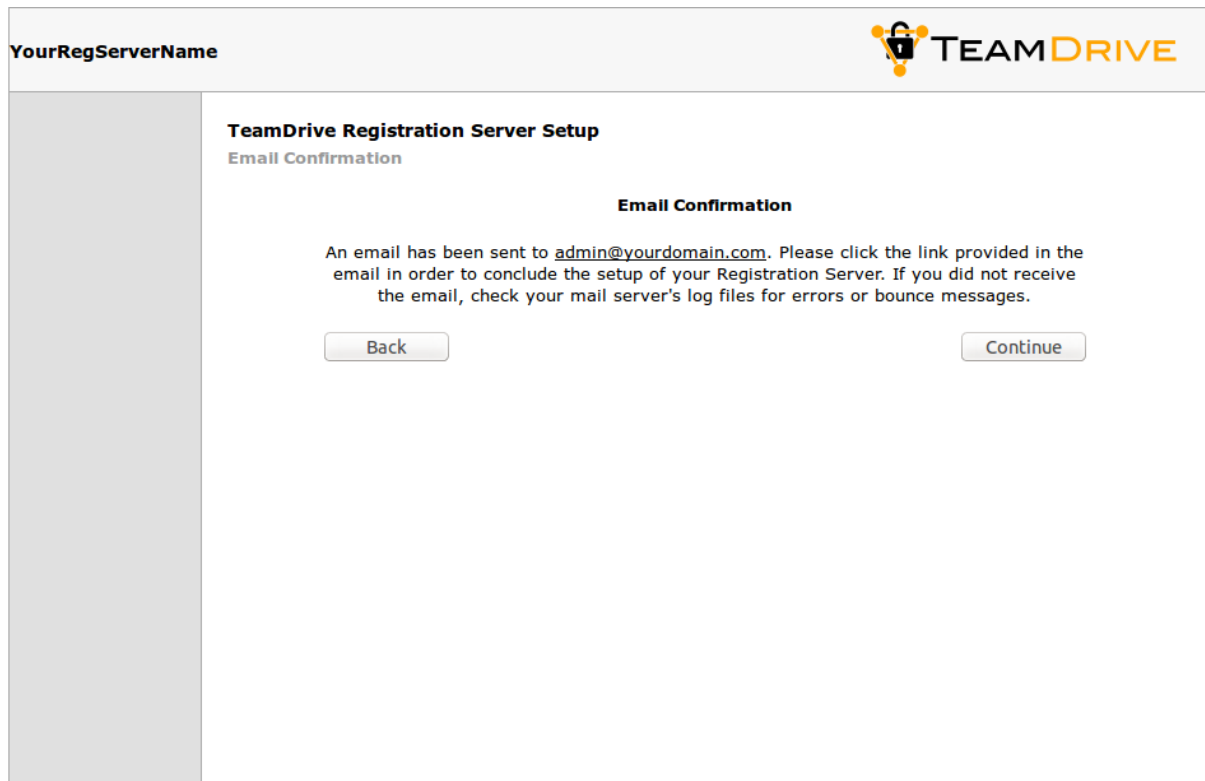 YourRegServerName
TEAMDRIVE
TeamDrive Registration Server Setup
Email Confirmation
Email Confirmation
An email has been sent to admin@yourdomain.com. Please click the link provided in the
email in order to conclude the setup of your Registration Server. If you did not receive
the email, check your mail server's log files for errors or bounce messages.
Back
Continue